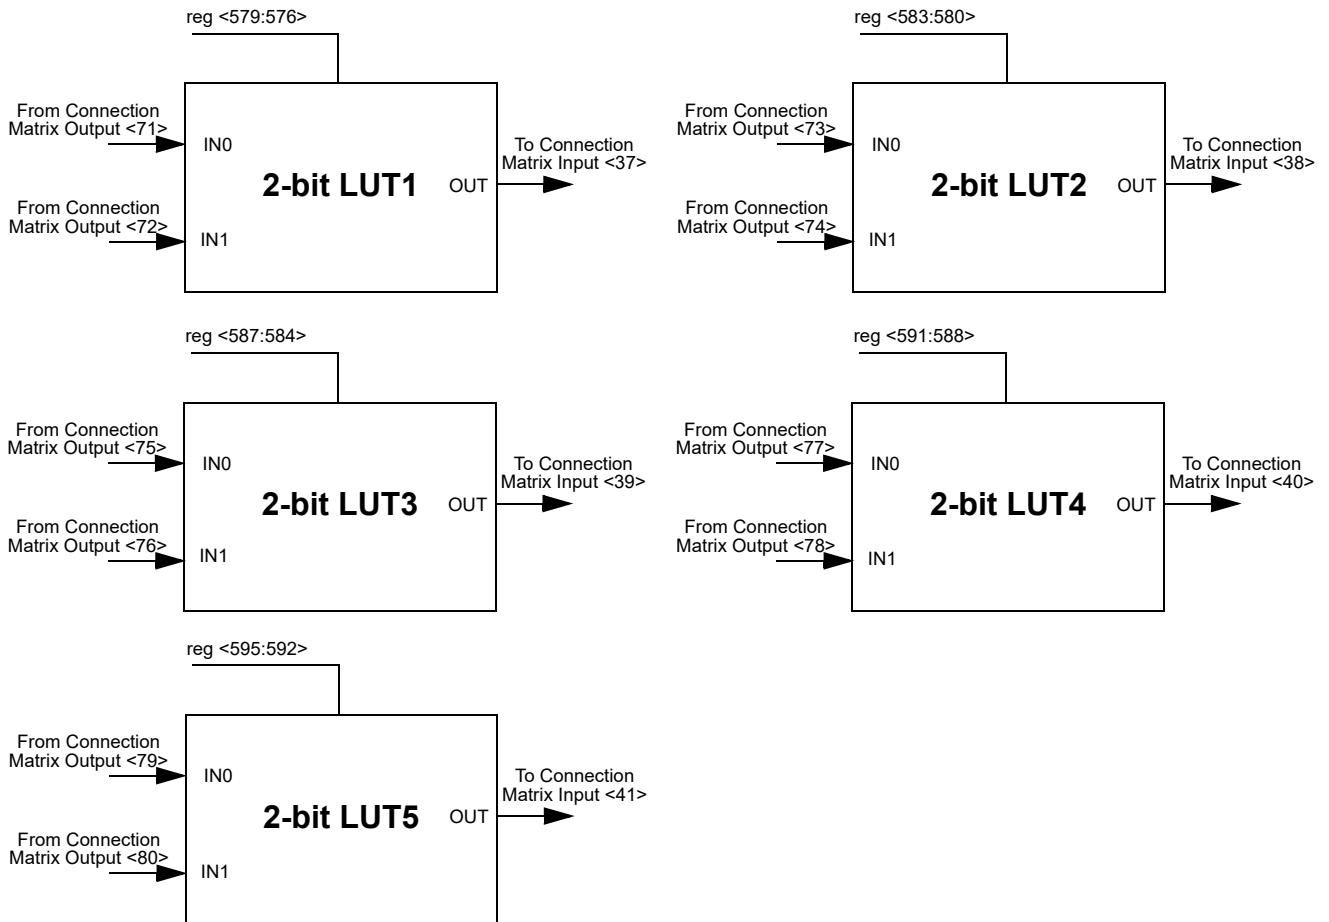 reg <579:576>
From Connection
Matrix Output <71>
IN0
From Connection
Matrix Output <72>
IN1
2-bit LUT1
OUT
To Connection
Matrix Input <37>
reg <583:580>
From Connection
Matrix Output <73>
IN0
From Connection
Matrix Output <74>
IN1
2-bit LUT2
OUT
To Connection
Matrix Input <38>
reg <587:584>
From Connection
Matrix Output <75>
IN0
From Connection
Matrix Output <76>
IN1
2-bit LUT3
OUT
To Connection
Matrix Input <39>
reg <591:588>
From Connection
Matrix Output <77>
IN0
From Connection
Matrix Output <78>
IN1
2-bit LUT4
OUT
To Connection
Matrix Input <40>
reg <595:592>
From Connection
Matrix Output <79>
IN0
From Connection
Matrix Output <80>
IN1
2-bit LUT5
OUT
To Connection
Matrix Input <41>